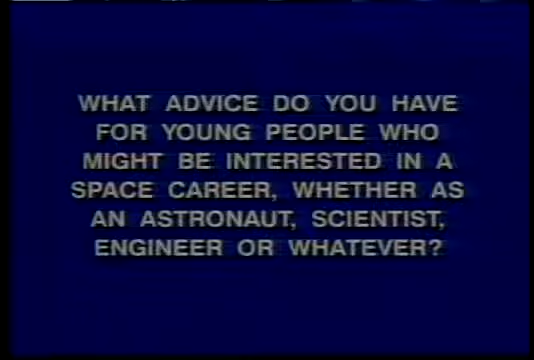 WHAT ADVICE DO YOU HAVE
FOR YOUNG PEOPLE WHO
MIGHT BE INTERESTED IN A
SPACE CAREER, WHETHER AS
AN ASTRONAUT, SCIENTIST,
ENGINEER OR WHATEVER?